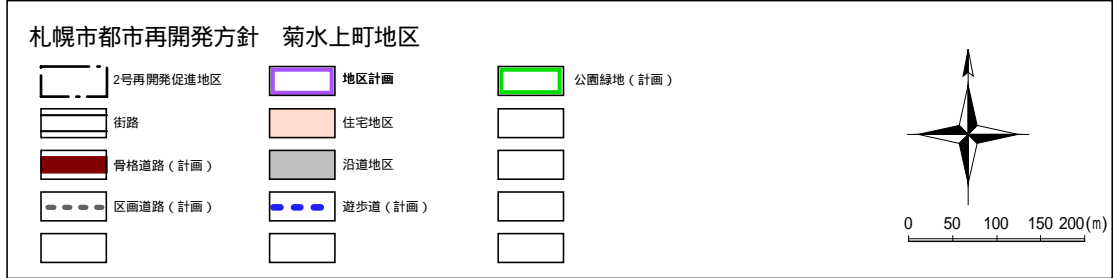 札幌市都市再開発方針　菊水上町地区
2号再開発促進地区
地区計画
公園緑地（計画）
街路
住宅地区
骨格道路（計画）
沿道地区
区画道路（計画）
遊歩道（計画）
0 50 100 150 200(m)